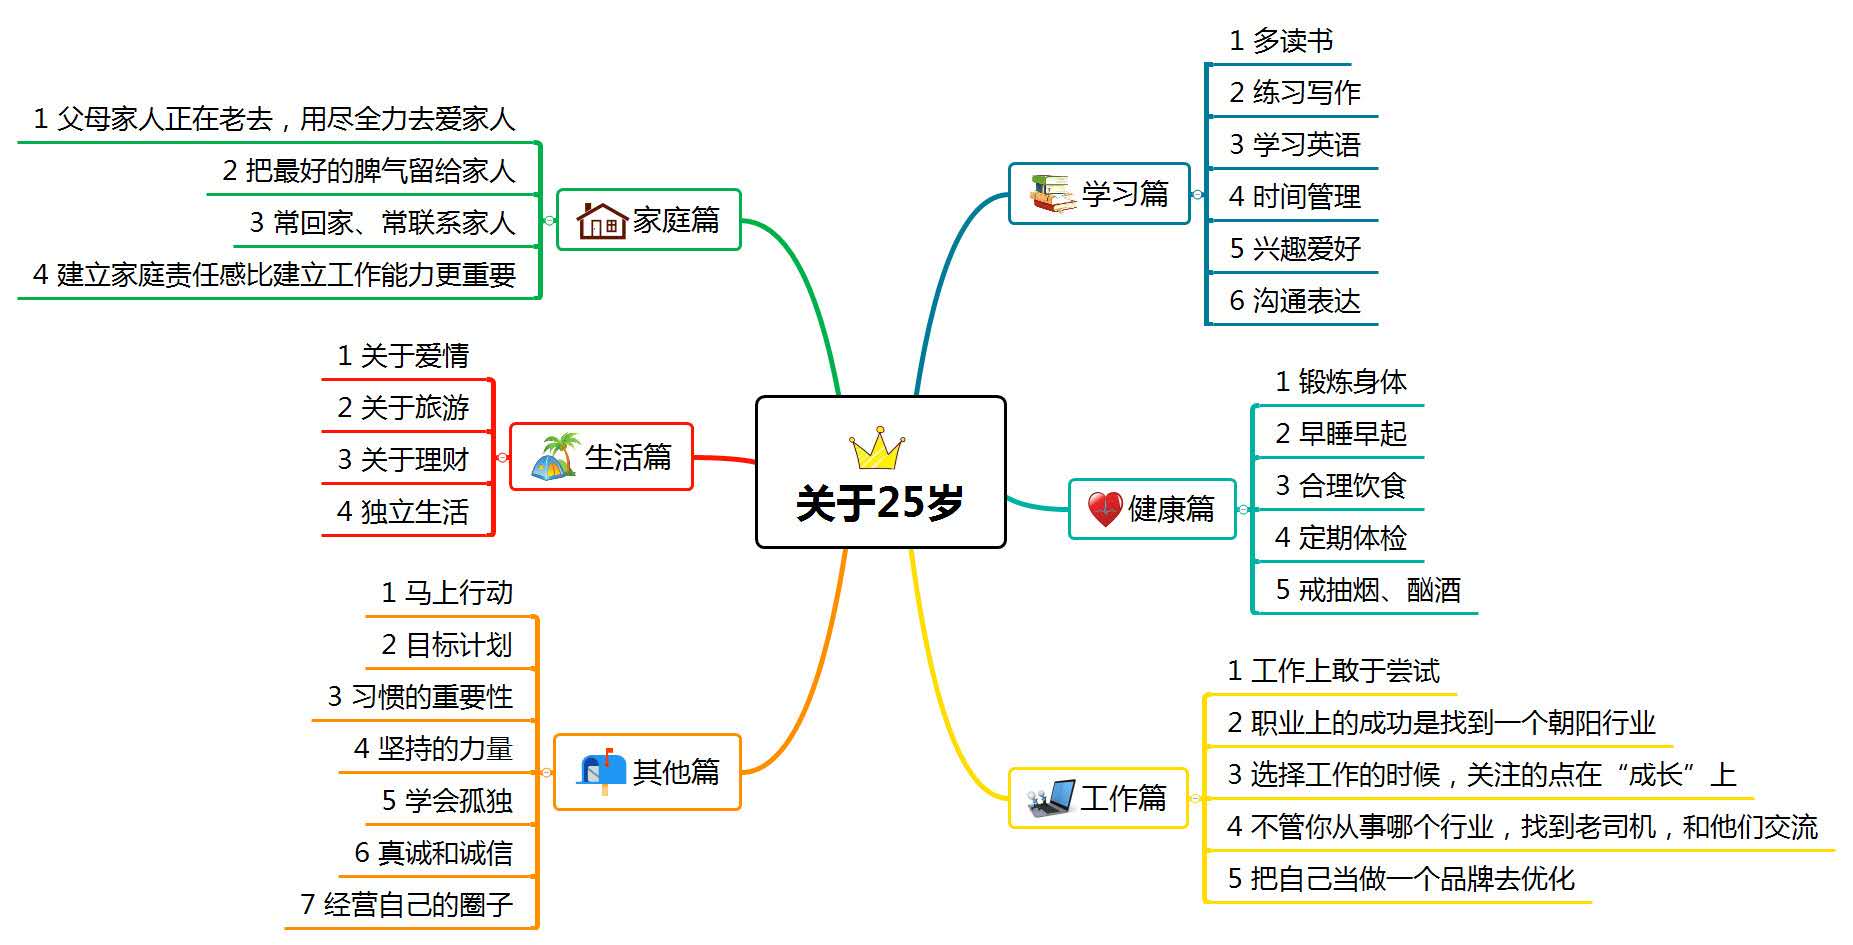 关于25岁
学习篇
1 多读书
2 练习写作
3 学习英语
4 时间管理
5 兴趣爱好
6 沟通表达
健康篇
1 锻炼身体
2 早睡早起
3 合理饮食
4 定期体检
5 戒抽烟、酗酒
工作篇
1 工作上敢于尝试
2 职业上的成功是找到一个朝阳行业
3 选择工作的时候，关注的点在“成长”上
4 不管你从事哪个行业，找到老司机，和他们交流
5 把自己当做一个品牌去优化
家庭篇
1 父母家人正在老去，用尽全力去爱家人
2 把最好的脾气留给家人
3 常回家、常联系家人
4 建立家庭责任感比建立工作能力更重要
生活篇
1 关于爱情
2 关于旅游
3 关于理财
4 独立生活
其他篇
1 马上行动
2 目标计划
3 习惯的重要性
4 坚持的力量
5 学会孤独
6 真诚和诚信
7 经营自己的圈子